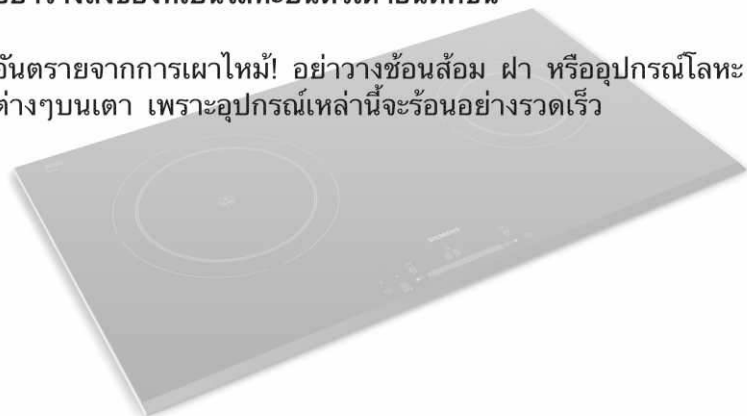 อันตรายจากการเผาไหม้! อย่าวางช้อนส้อม ฝา หรืออุปกรณ์โลหะ
ต่างๆบนเตา เพราะอุปกรณ์เหล่านี้จะร้อนอย่างรวดเร็ว
SIEMENS